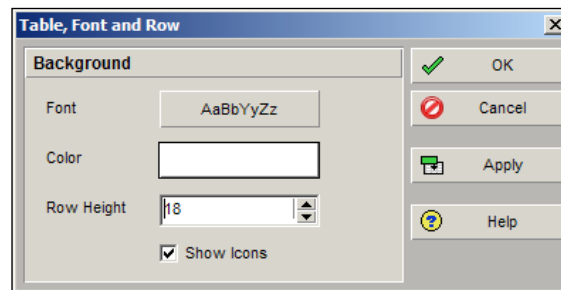 Table, Font and Row
Background
Font
AaBbYyZz
Color
Row Height
18
Show Icons
OK
Cancel
Apply
Help